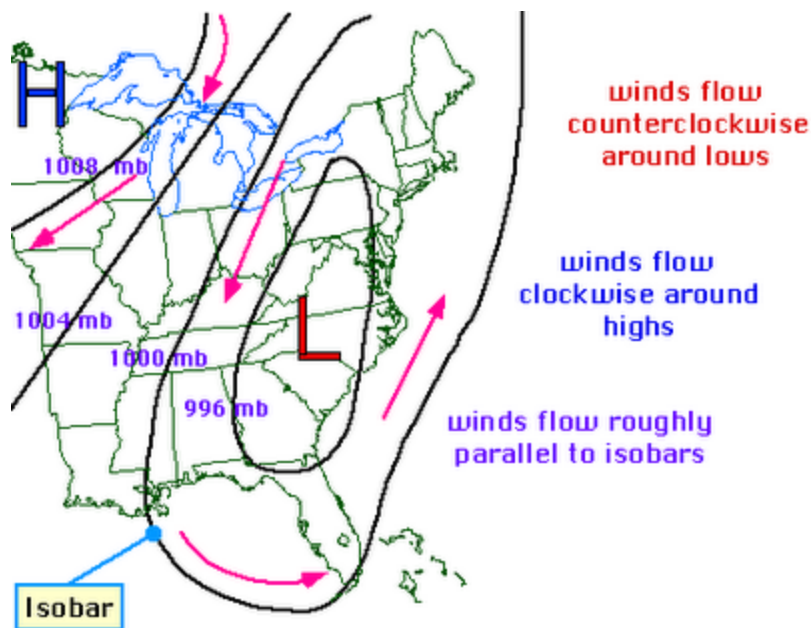 H
winds flow
counterclockwise
around lows
1008 mb
winds flow
clockwise around
highs
1004 mb
L
1000 mb
996 mb
winds flow roughly
parallel to isobars
Isobar